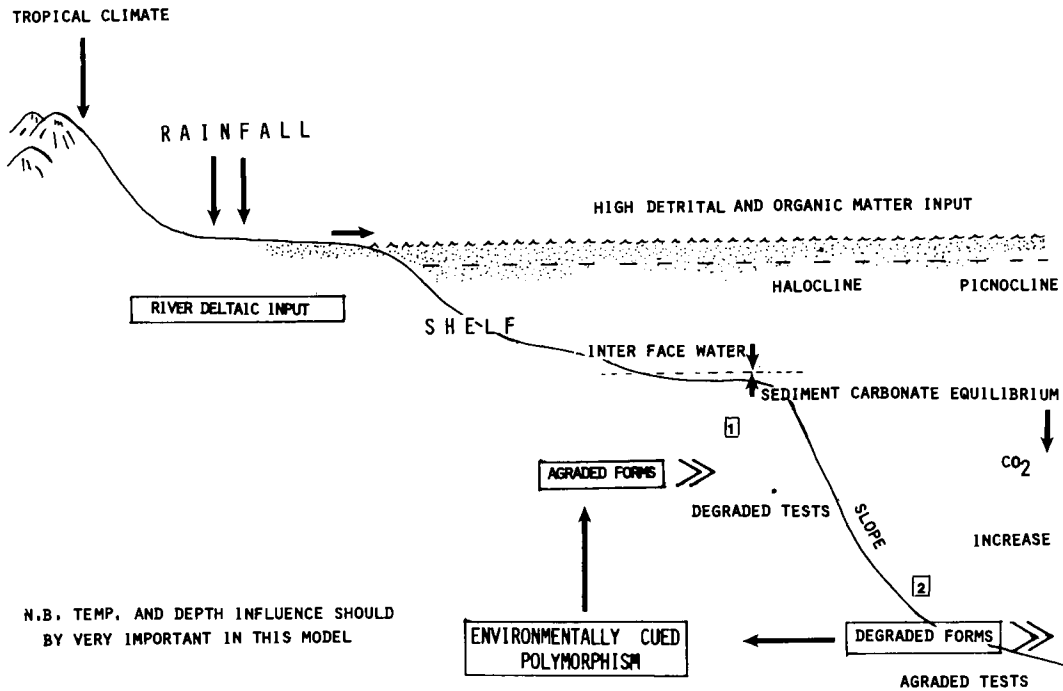 TROPICAL CLIMATE
RAINFALL
HIGH DETRITAL AND ORGANIC MATTER INPUT
HALOCLINE
PICNOCLINE
RIVER DELTAIC INPUT
SHELF
INTER FACE WATER
SEDIMENT CARBONATE EQUILIBRIUM
1
CO2
AGRADED FORMS
DEGRADED TESTS
SLOPE
INCREASE
2
N.B. TEMP. AND DEPTH INFLUENCE SHOULD
BY VERY IMPORTANT IN THIS MODEL
ENVIRONMENTALLY CUED
POLYMORPHISM
DEGRADED FORMS
AGRADED TESTS